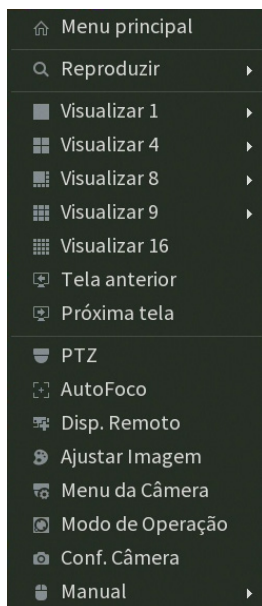 Menu principal
Reproduzir
Visualizar 1
Visualizar 4
Visualizar 8
Visualizar 9
Visualizar 16
Tela anterior
Próxima tela
PTZ
AutoFoco
Disp. Remoto
Ajustar Imagem
Menu da Câmera
Modo de Operação
Conf. Câmera
Manual